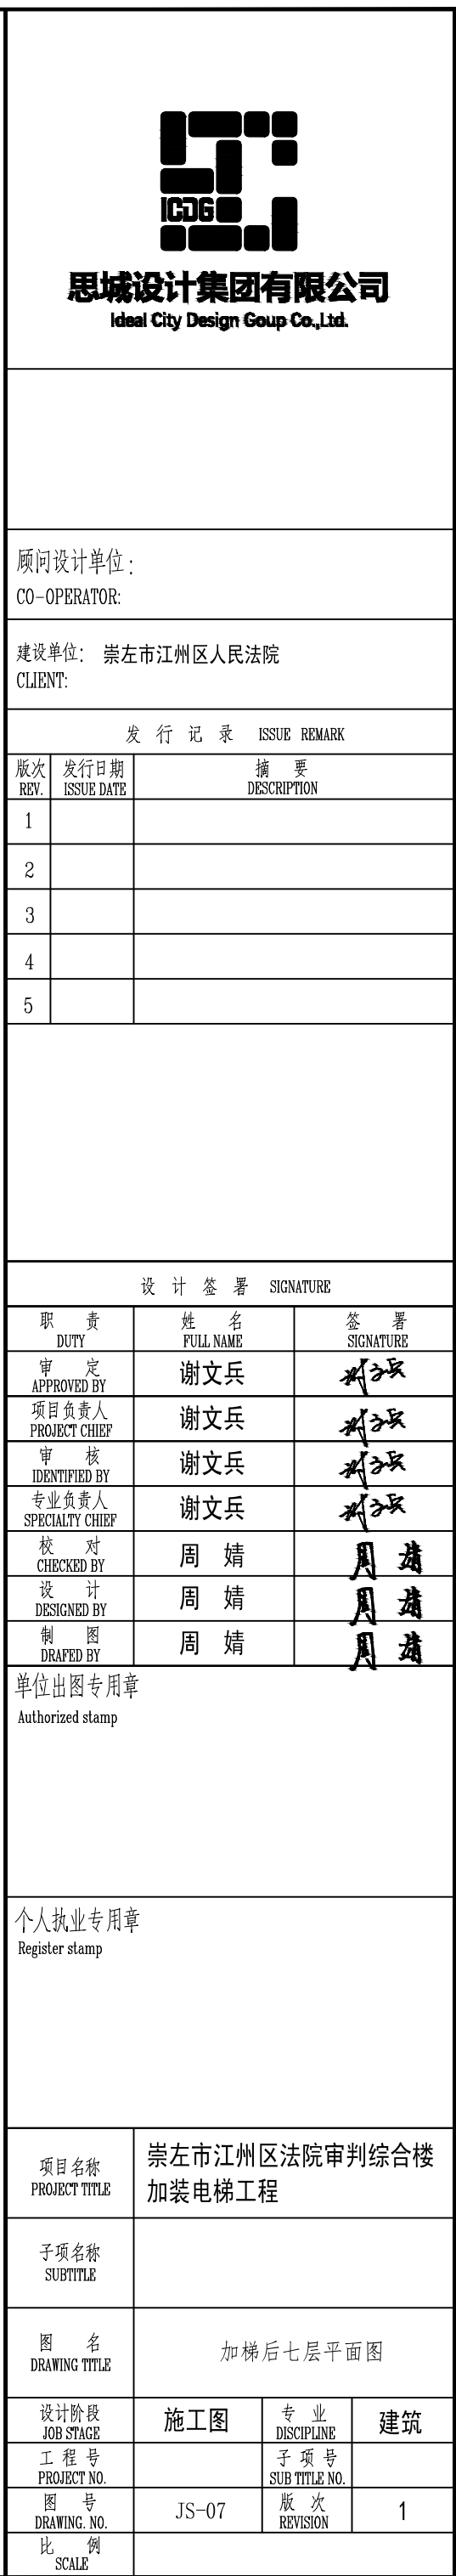 ICDG
思城设计集团有限公司
Ideal City Design Goup Co.,Ltd.
顾问设计单位：
CO-OPERATOR:
建设单位： 崇左市江州区人民法院
CLIENT:
发 行 记 录 ISSUE REMARK
版次 发行日期 摘 要
REV. ISSUE DATE DESCRIPTION
1
2
3
4
5
设 计 签 署 SIGNATURE
职 责 姓 名 签 署
DUTY FULL NAME SIGNATURE
审 定 谢文兵
APPROVED BY
项目负责人 谢文兵
PROJECT CHIEF
审 核 谢文兵
IDENTIFIED BY
专业负责人 谢文兵
SPECIALTY CHIEF
校 对 周 婧 周 婧
CHECKED BY
设 计 周 婧 周 婧
DESIGNED BY
制 图 周 婧 周 婧
DRAFED BY
单位出图专用章
Authorized stamp
个人执业专用章
Register stamp
项目名称 崇左市江州区法院审判综合楼
PROJECT TITLE 加装电梯工程
子项名称
SUBTITLE
图 名 加梯后七层平面图
DRAWING TITLE
设计阶段 施工图 专 业 建筑
JOB STAGE DISCIPLINE
工 程 号 子 项 号
PROJECT NO. SUB TITLE NO.
图 号 JS-07 版 次 1
DRAWING. NO. REVISION
比 例
SCALE